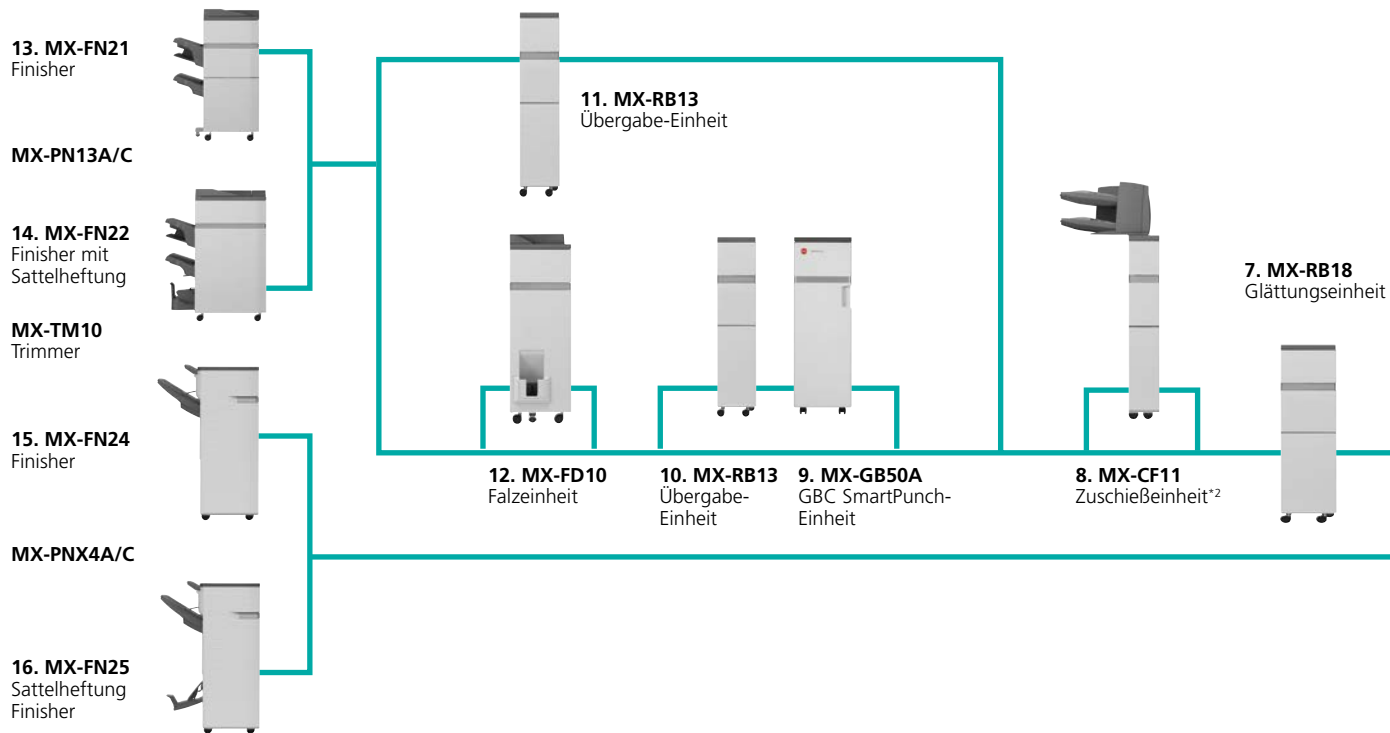 13. MX-FN21
Finisher
MX-PN13A/C
14. MX-FN22
Finisher mit
Sattelheftung
MX-TM10
Trimmer
15. MX-FN24
Finisher
MX-PNX4A/C
16. MX-FN25
Sattelheftung
Finisher
11. MX-RB13
Übergabe-Einheit
12. MX-FD10
Falzeinheit
10. MX-RB13
Übergabe-
Einheit
9. MX-GB50A
GBC SmartPunch-
Einheit
8. MX-CF11
Zuschießeinheit*2
7. MX-RB18
Glättungseinheit